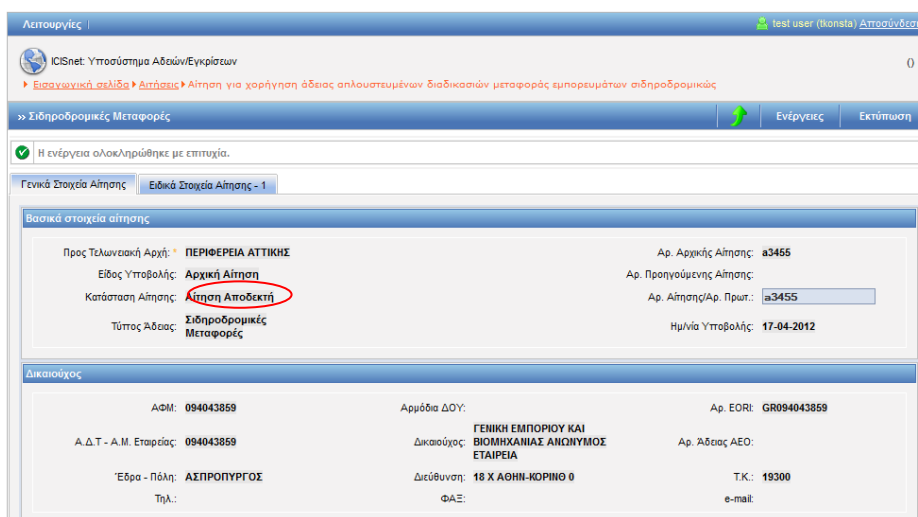 Λειτουργίες
test user (tkonsta) Αποσύνδεση
ICISnet: Υποσύστημα Αδειών/Εγκρίσεων
()
Εισαγωγική σελίδα Αιτήσεις Αίτηση για χορήγηση άδειας απλουστευμένων διαδικασιών μεταφοράς εμπορευμάτων σιδηροδρομικώς
» Σιδηροδρομικές Μεταφορές Ενέργειες Εκτύπωση
Η ενέργεια ολοκληρώθηκε με επιτυχία.
Γενικά Στοιχεία Αίτησης Ειδικά Στοιχεία Αίτησης - 1
Βασικά στοιχεία αίτησης
Προς Τελωνειακή Αρχή: * ΠΕΡΙΦΕΡΕΙΑ ΑΤΤΙΚΗΣ Αρ. Αρχικής Αίτησης: a3455
Είδος Υποβολής: Αρχική Αίτηση Αρ. Προηγούμενης Αίτησης:
Κατάσταση Αίτησης: Αίτηση Αποδεκτή Αρ. Αίτησης/Αρ. Πρωτ.: a3455
Τύπος Άδειας: Σιδηροδρομικές Μεταφορές Ημ/νία Υποβολής: 17-04-2012
Δικαιούχος
ΑΦΜ: 094043859 Αρμόδια ΔΟΥ: Αρ. EORI: GR094043859
Α.Δ.Τ - Α.Μ. Εταιρείας: 094043859 Δικαιούχος: ΓΕΝΙΚΗ ΕΜΠΟΡΙΟΥ ΚΑΙ ΒΙΟΜΗΧΑΝΙΑΣ ΑΝΩΝΥΜΟΣ ΕΤΑΙΡΕΙΑ Αρ. Άδειας ΑΕΟ:
Έδρα - Πόλη: ΑΣΠΡΟΠΥΡΓΟΣ Διεύθυνση: 18 Χ ΑΘΗΝ-ΚΟΡΙΝΘ 0 Τ.Κ.: 19300
Τηλ.: ΦΑΞ: e-mail: